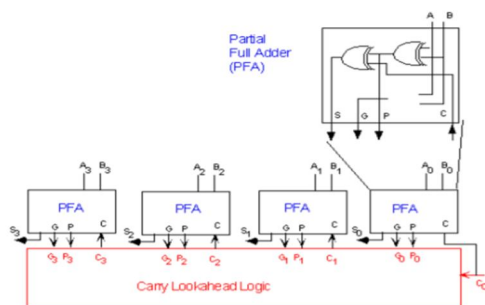 Partial
Full Adder
(PFA)
A B
S G P C
A3 B3 A2 B2 A1 B1 A0 B0
PFA PFA PFA PFA
S3 G P C S2 G P C S1 G P C S0 G P C
G3 P3 C3 G2 P2 C2 G1 P1 C1 G0 P0 C0
Carry Lookahead Logic